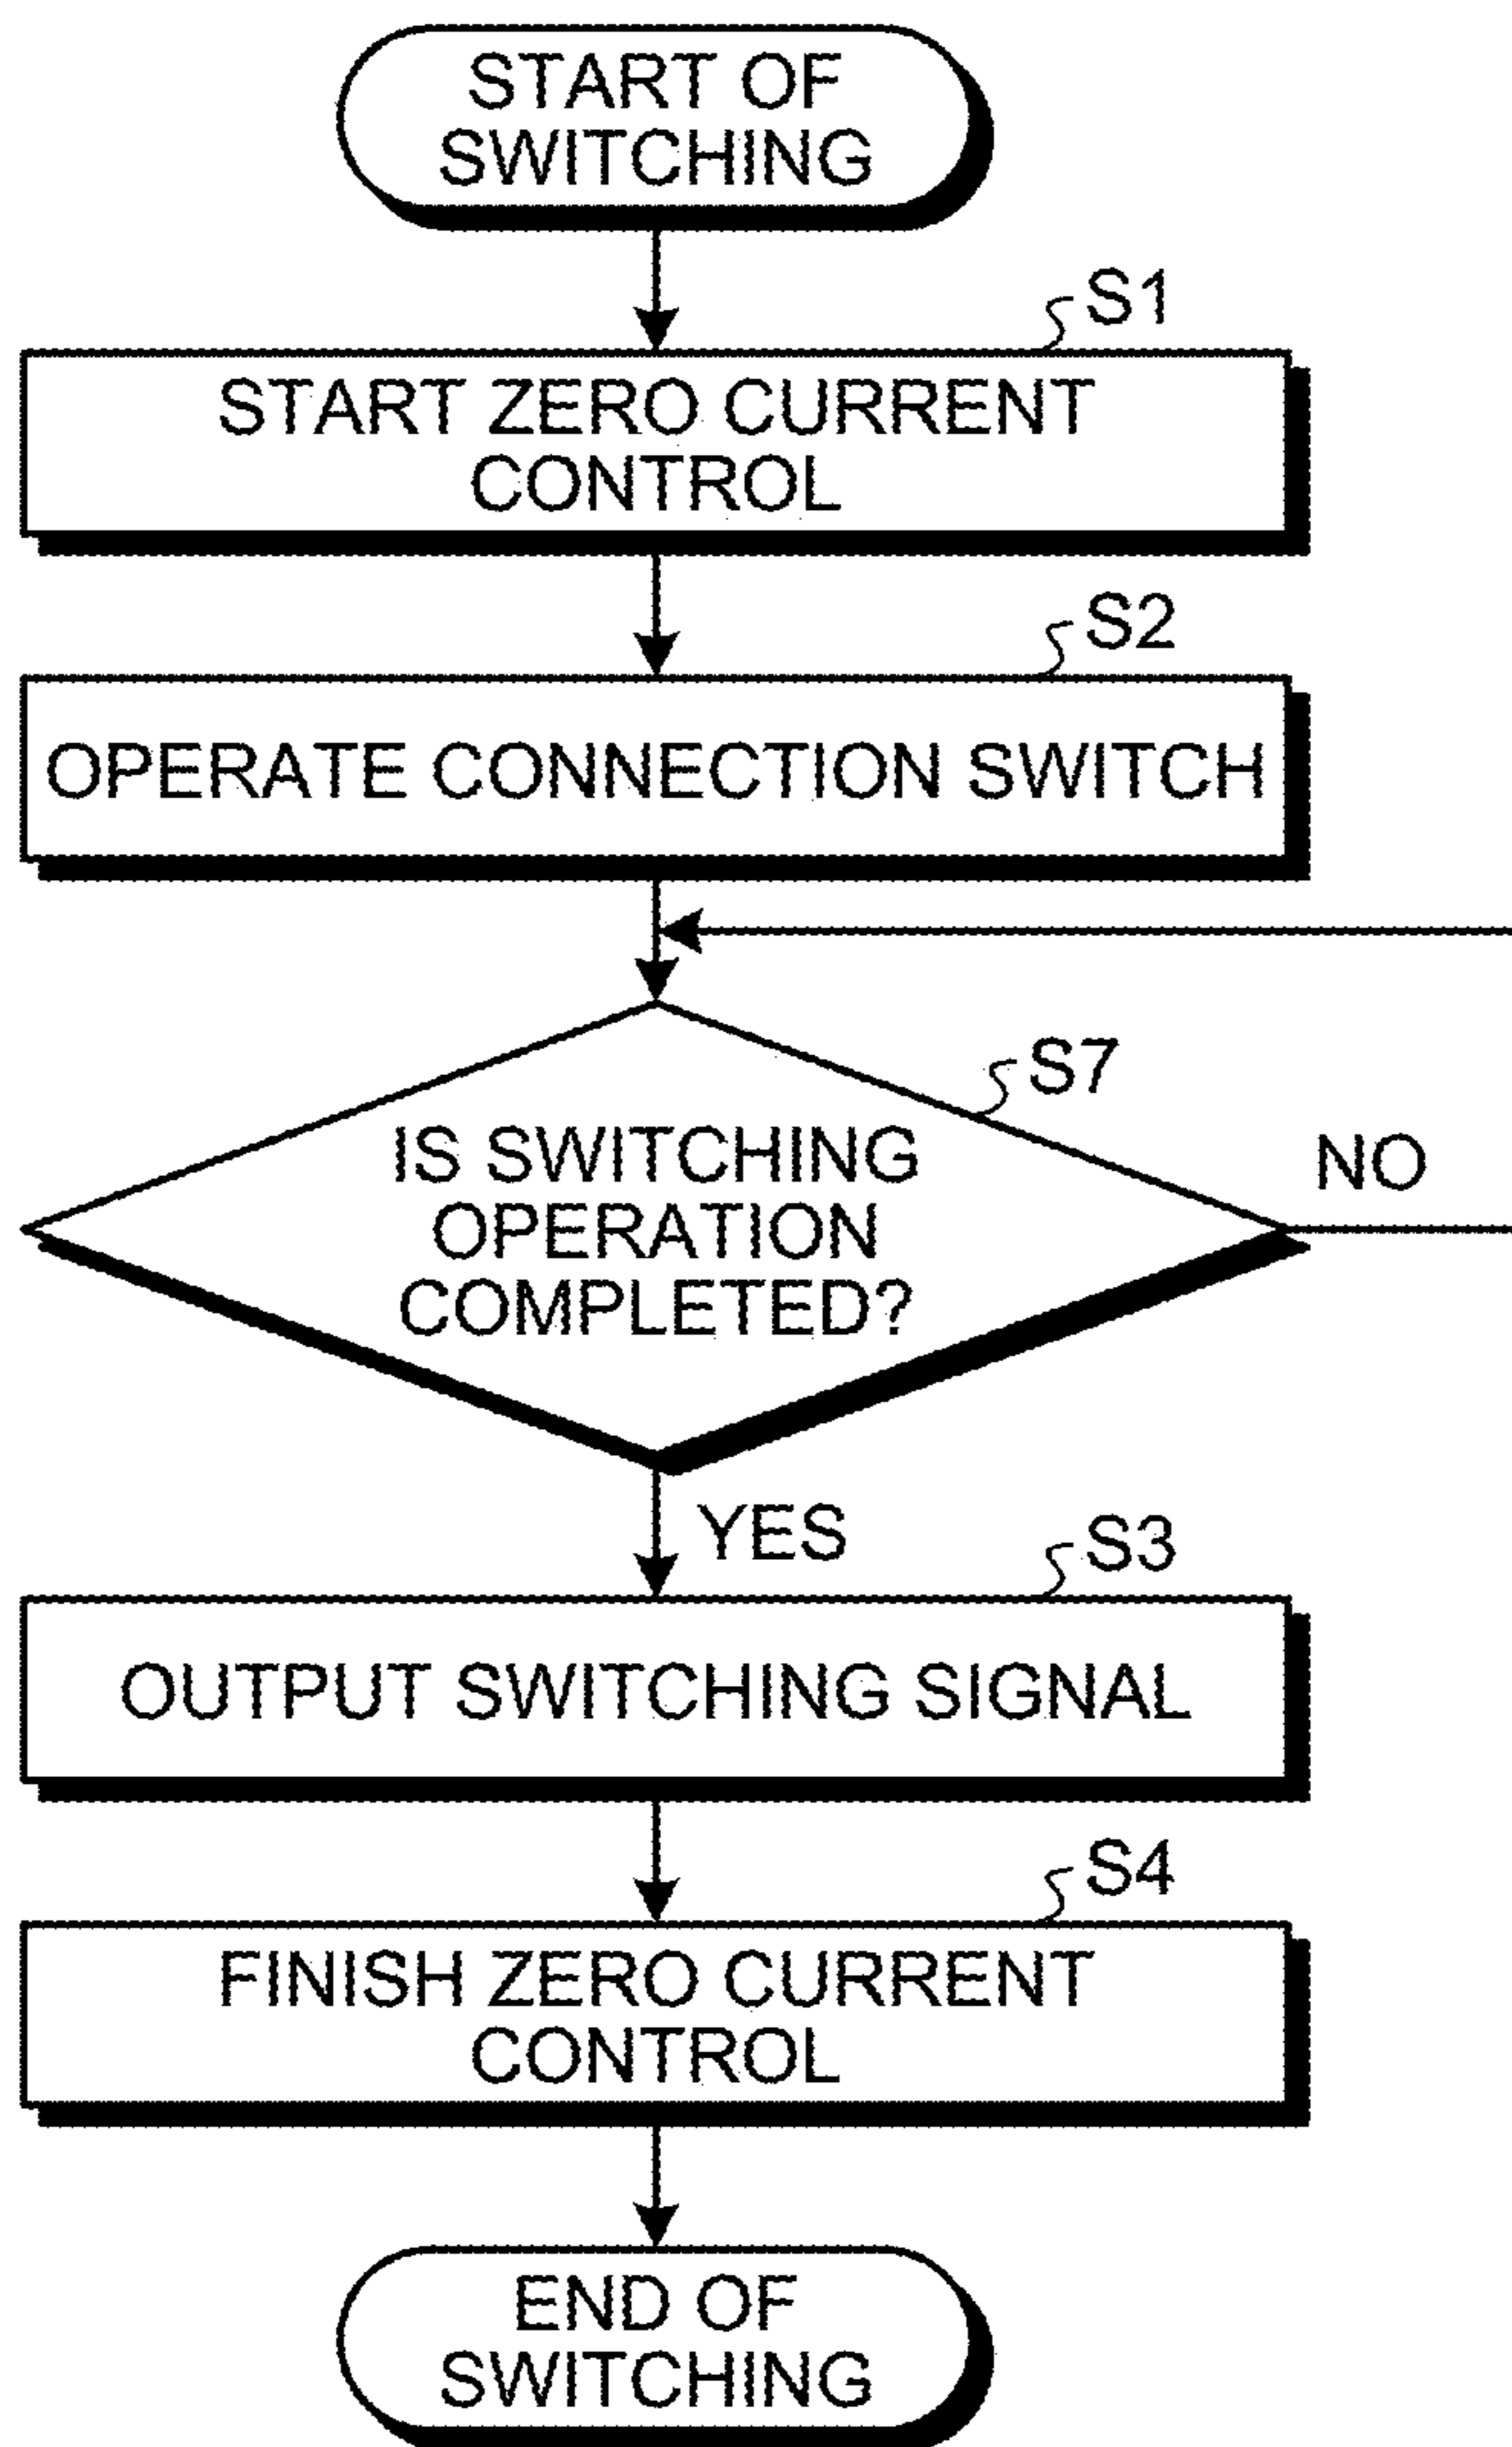 START OF
SWITCHING
S1
START ZERO CURRENT
CONTROL
S2
OPERATE CONNECTION SWITCH
S7
IS SWITCHING
OPERATION
COMPLETED?
NO
YES
S3
OUTPUT SWITCHING SIGNAL
S4
FINISH ZERO CURRENT
CONTROL
END OF
SWITCHING